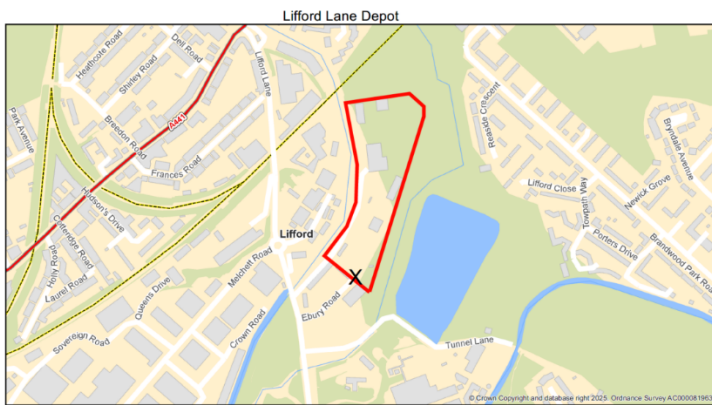 Lifford Lane Depot
Heathcote Road
Dell Road
Shirley Road
Lifford Lane
Park Avenue
A441
Breedon Road
Frances Road
Reaside Crescent
Bryndale Avenue
Hudson's Drive
Lifford Close
Towpath Way
Newick Grove
Cotteridge Road
Holly Road
Lifford
Porters Drive
Brandwood Park Road
Laurel Road
Queens Drive
Melchett Road
X
Ebury Road
Crown Road
Sovereign Road
Tunnel Lane
© Crown Copyright and database right 2025. Ordnance Survey AC000081963